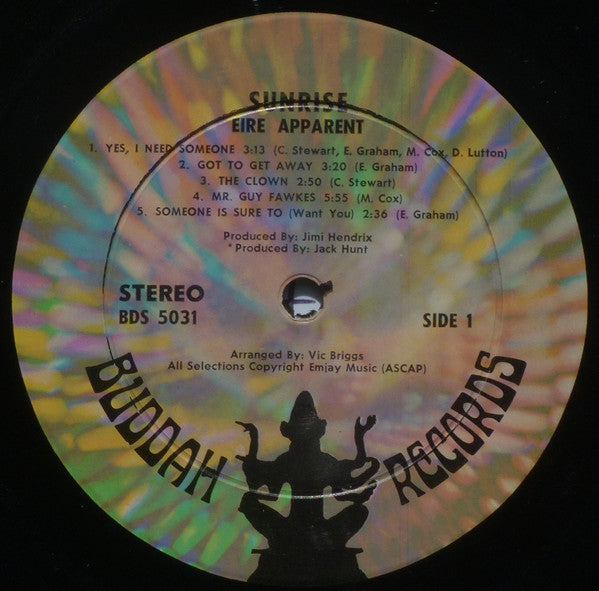 SUNRISE
EIRE APPARENT
1. YES, I NEED SOMEONE 3:13 (C. Stewart, E. Graham, M. Cox, D. Lutton)
2. GOT TO GET AWAY 3:20 (E. Graham)
3. THE CLOWN 2:50 (C. Stewart)
4. MR. GUY FAWKES 5:55 (M. Cox)
5. SOMEONE IS SURE TO (Want You) 2:36 (E. Graham)
Produced By: Jimi Hendrix
* Produced By: Jack Hunt
STEREO
BDS 5031
SIDE 1
Arranged By: Vic Briggs
All Selections Copyright Emjay Music (ASCAP)
BUDDAH RECORDS